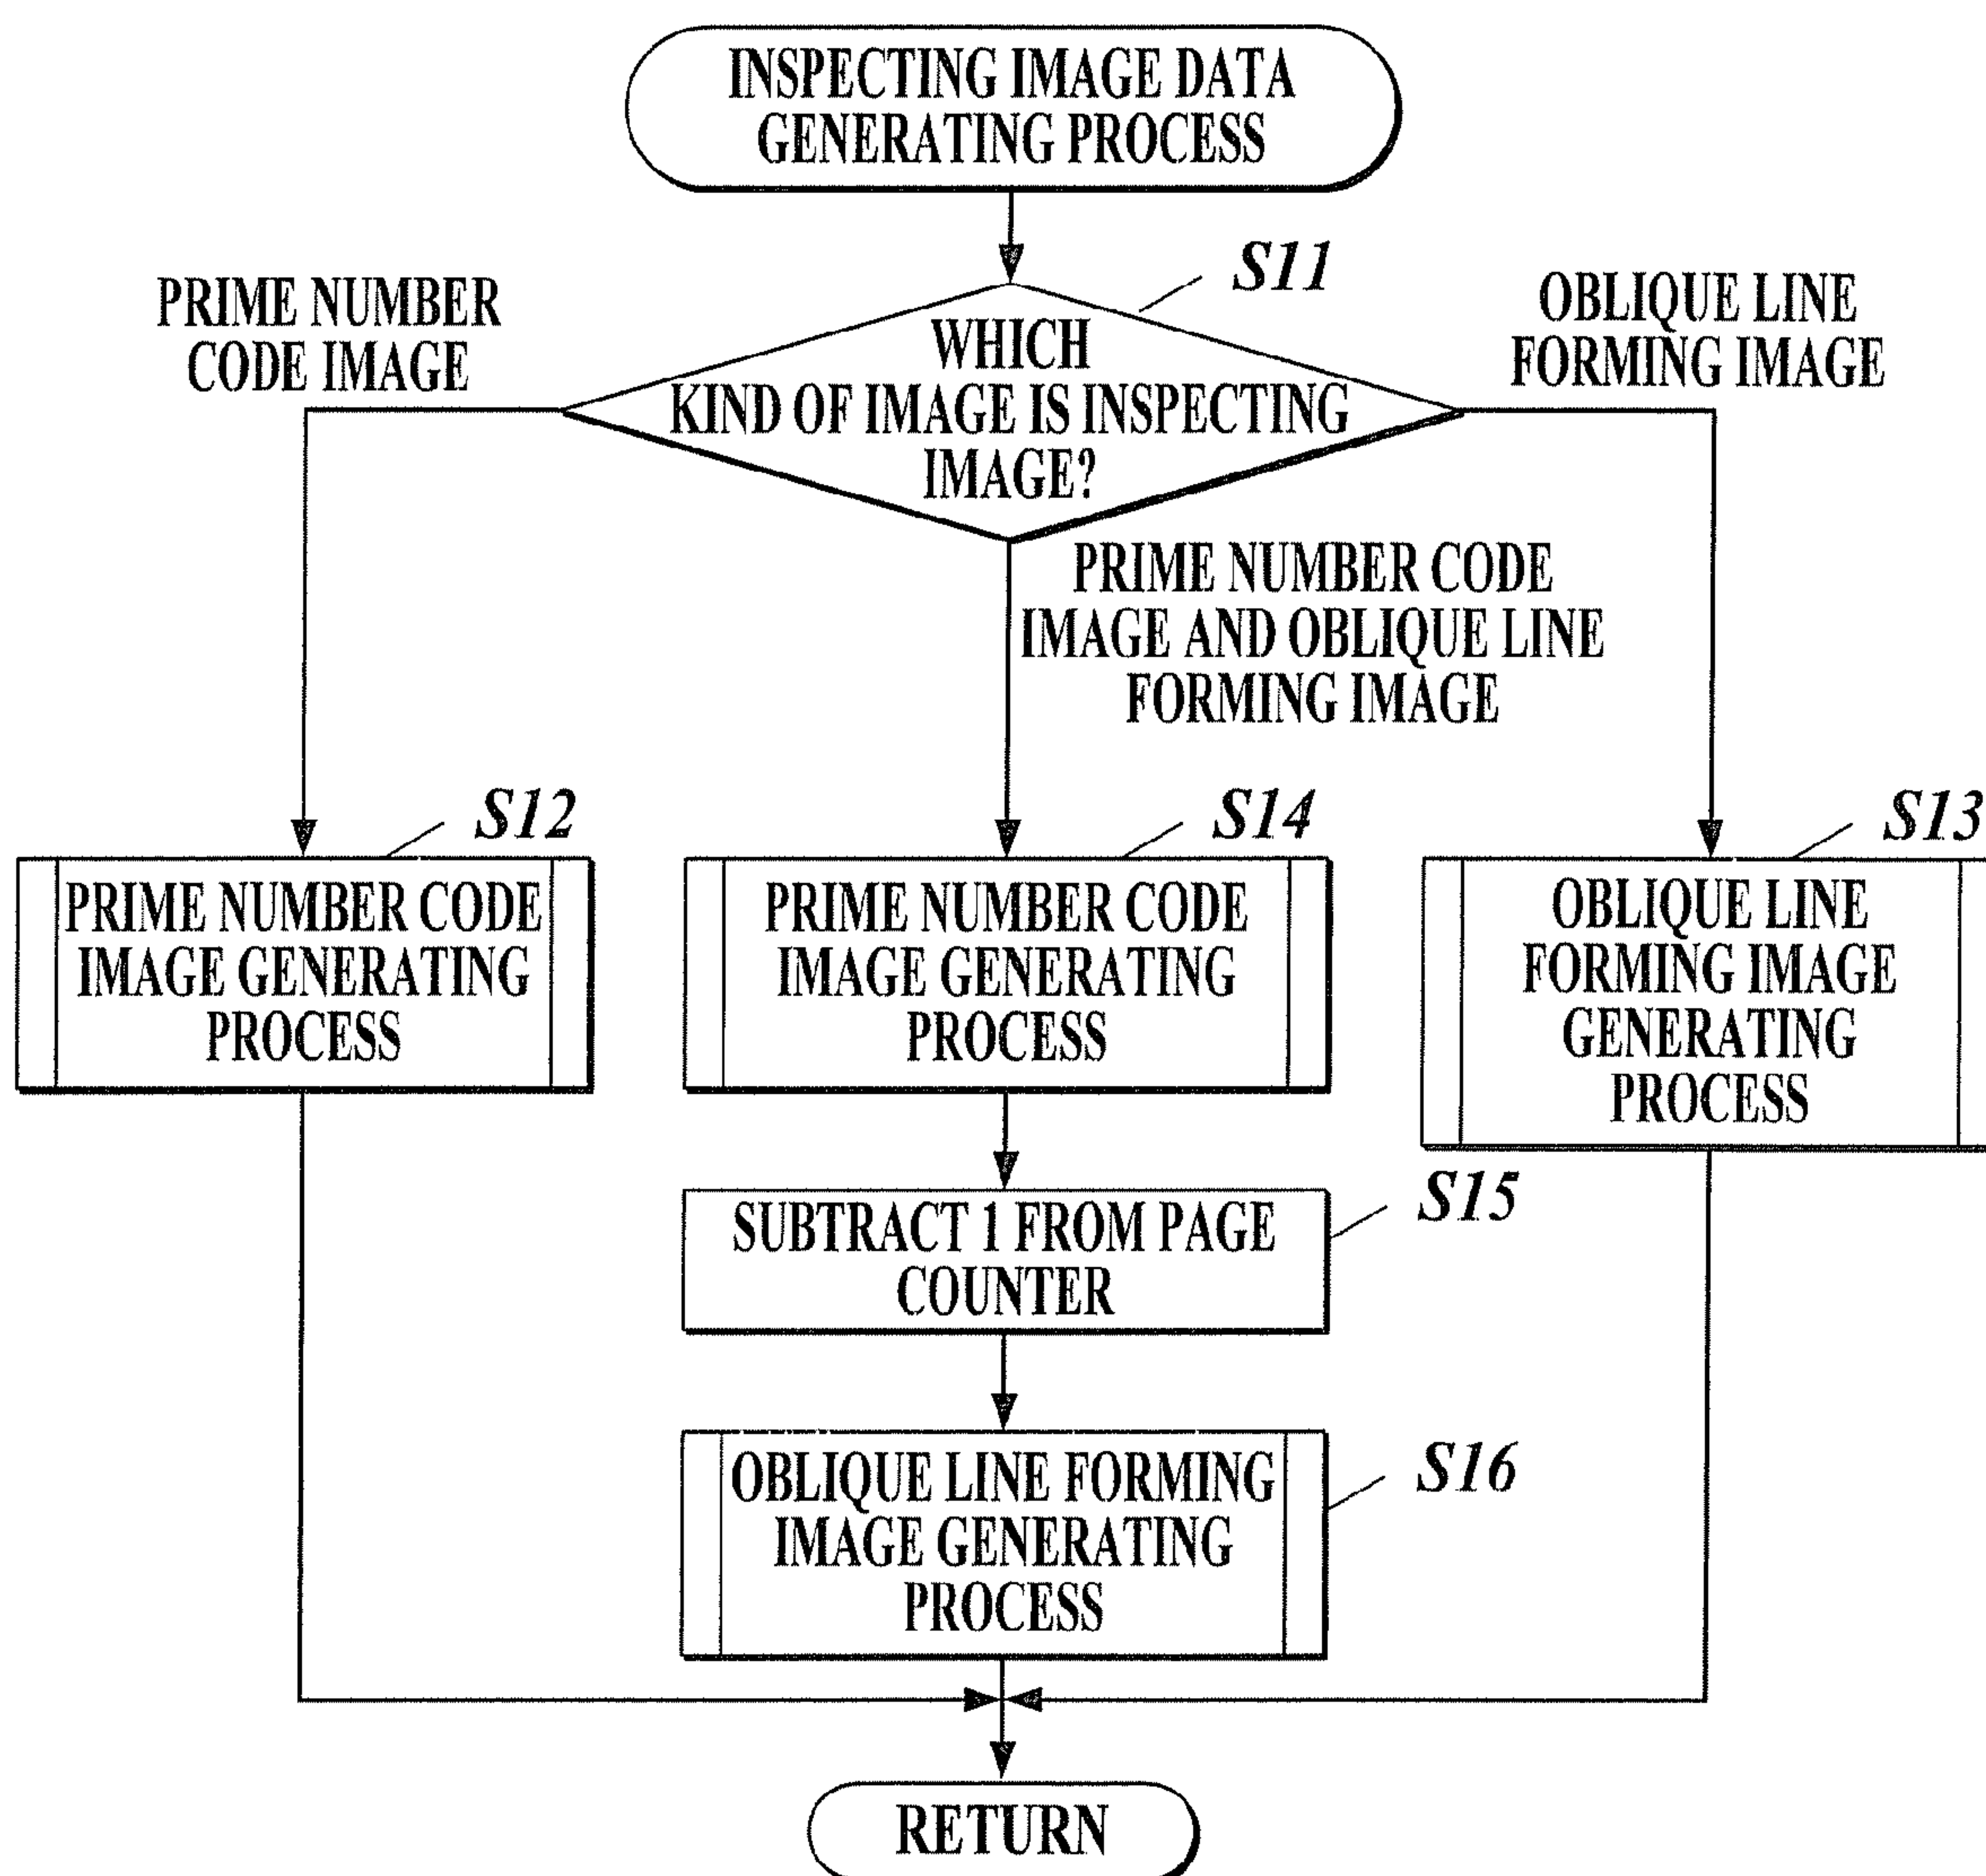 INSPECTING IMAGE DATA
GENERATING PROCESS
S11
WHICH
KIND OF IMAGE IS INSPECTING
IMAGE?
PRIME NUMBER
CODE IMAGE
OBLIQUE LINE
FORMING IMAGE
PRIME NUMBER CODE
IMAGE AND OBLIQUE LINE
FORMING IMAGE
S12
PRIME NUMBER CODE
IMAGE GENERATING
PROCESS
S14
PRIME NUMBER CODE
IMAGE GENERATING
PROCESS
S13
OBLIQUE LINE
FORMING IMAGE
GENERATING
PROCESS
S15
SUBTRACT 1 FROM PAGE
COUNTER
S16
OBLIQUE LINE FORMING
IMAGE GENERATING
PROCESS
RETURN